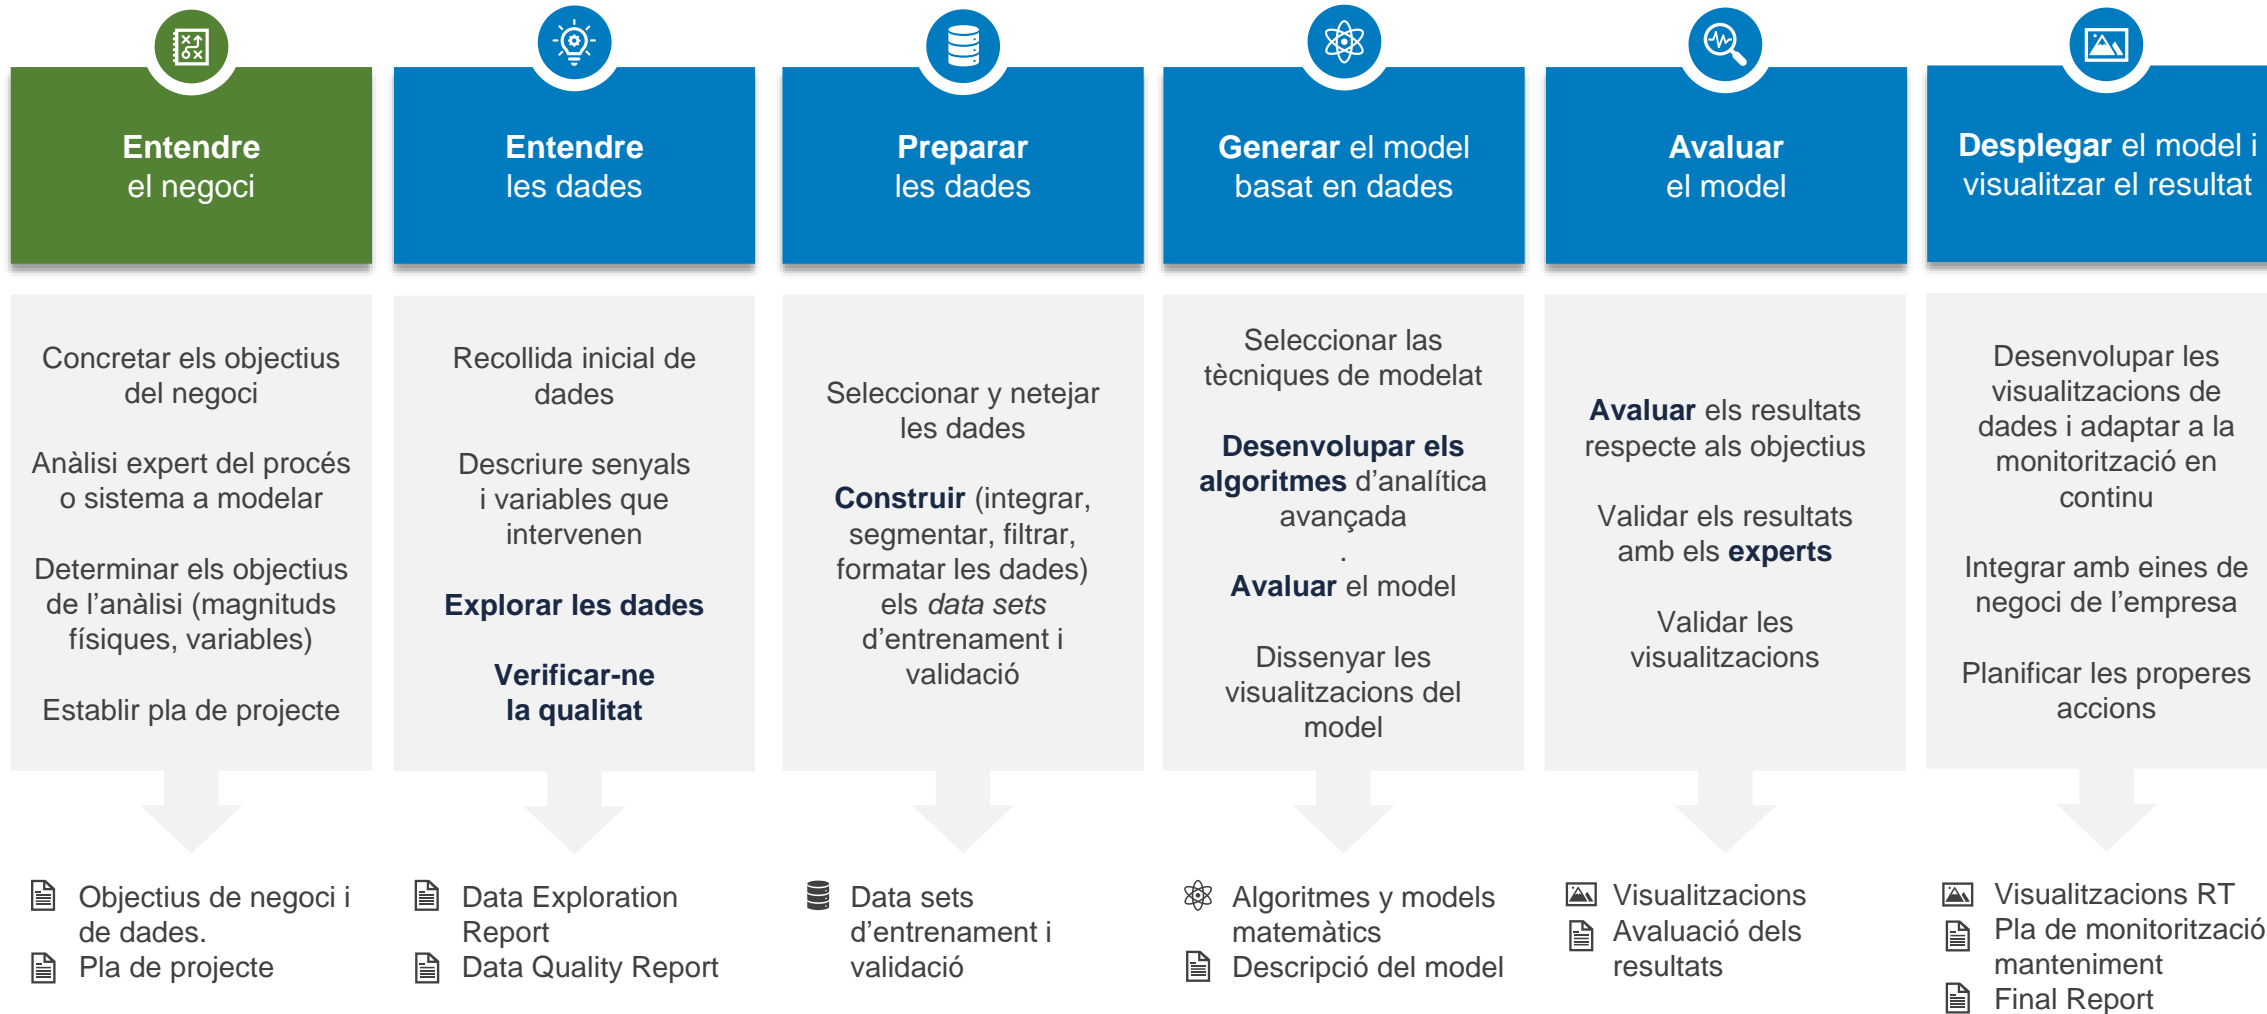 Entendre
el negoci
Entendre
les dades
Preparar
les dades
Generar el model
basat en dades
Avaluar
el model
Desplegar el model i
visualitzar el resultat
Concretar els objectius
del negoci
Anàlisi expert del procés
o sistema a modelar
Determinar els objectius
de l’anàlisi (magnituds
físiques, variables)
Establir pla de projecte
Recollida inicial de
dades
Descriure senyals
i variables que
intervenen
Explorar les dades
Verificar-ne
la qualitat
Seleccionar y netejar
les dades
Construir (integrar,
segmentar, filtrar,
formatar les dades)
els data sets
d’entrenament i
validació
Seleccionar las
tècniques de modelat
Desenvolupar els
algoritmes d’analítica
avançada
.
Avaluar el model
Dissenyar les
visualitzacions del
model
Avaluar els resultats
respecte als objectius
Validar els resultats
amb els experts
Validar les
visualitzacions
Desenvolupar les
visualitzacions de
dades i adaptar a la
monitorització en
continu
Integrar amb eines de
negoci de l’empresa
Planificar les properes
accions
Objectius de negoci i
de dades.
Pla de projecte
Data Exploration
Report
Data Quality Report
Data sets
d’entrenament i
validació
Algoritmes y models
matemàtics
Descripció del model
Visualitzacions
Avaluació dels
resultats
Visualitzacions RT
Pla de monitorització
manteniment
Final Report